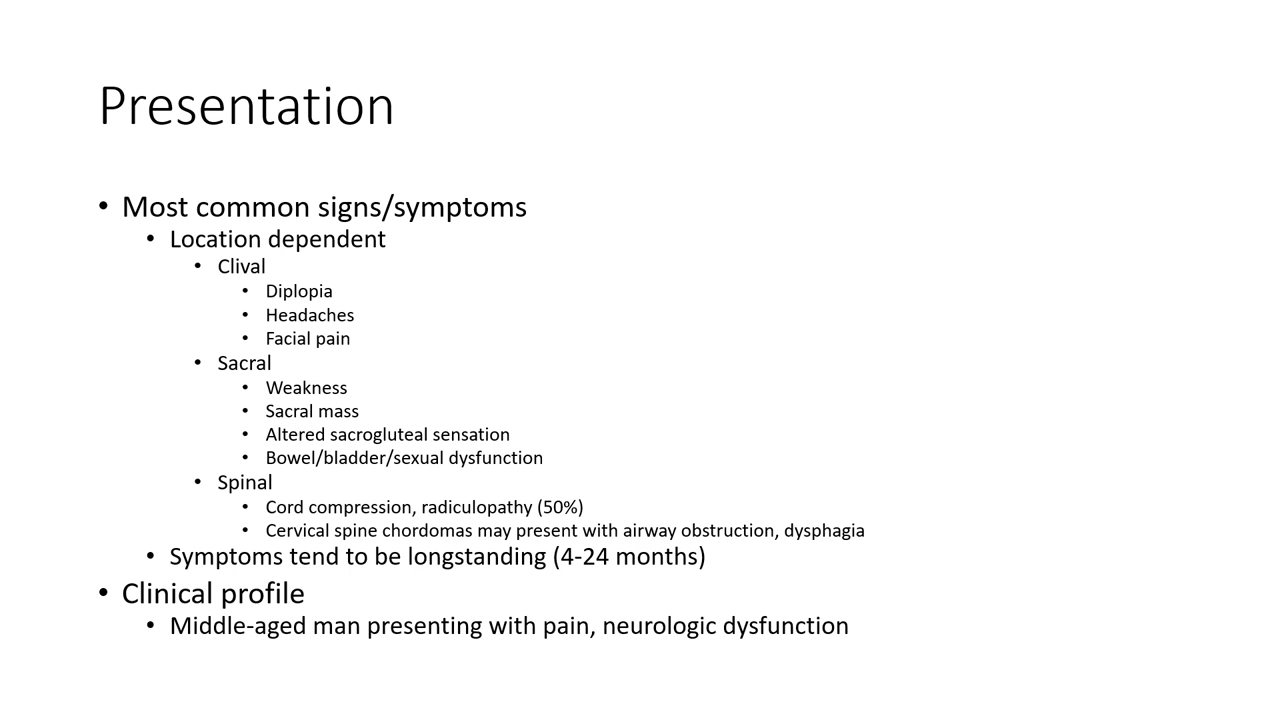 Presentation
• Most common signs/symptoms
• Location dependent
• Clival
• Diplopia
• Headaches
• Facial pain
• Sacral
• Weakness
• Sacral mass
• Altered sacrogluteal sensation
• Bowel/bladder/sexual dysfunction
• Spinal
• Cord compression, radiculopathy (50%)
• Cervical spine chordomas may present with airway obstruction, dysphagia
• Symptoms tend to be longstanding (4-24 months)
• Clinical profile
• Middle-aged man presenting with pain, neurologic dysfunction